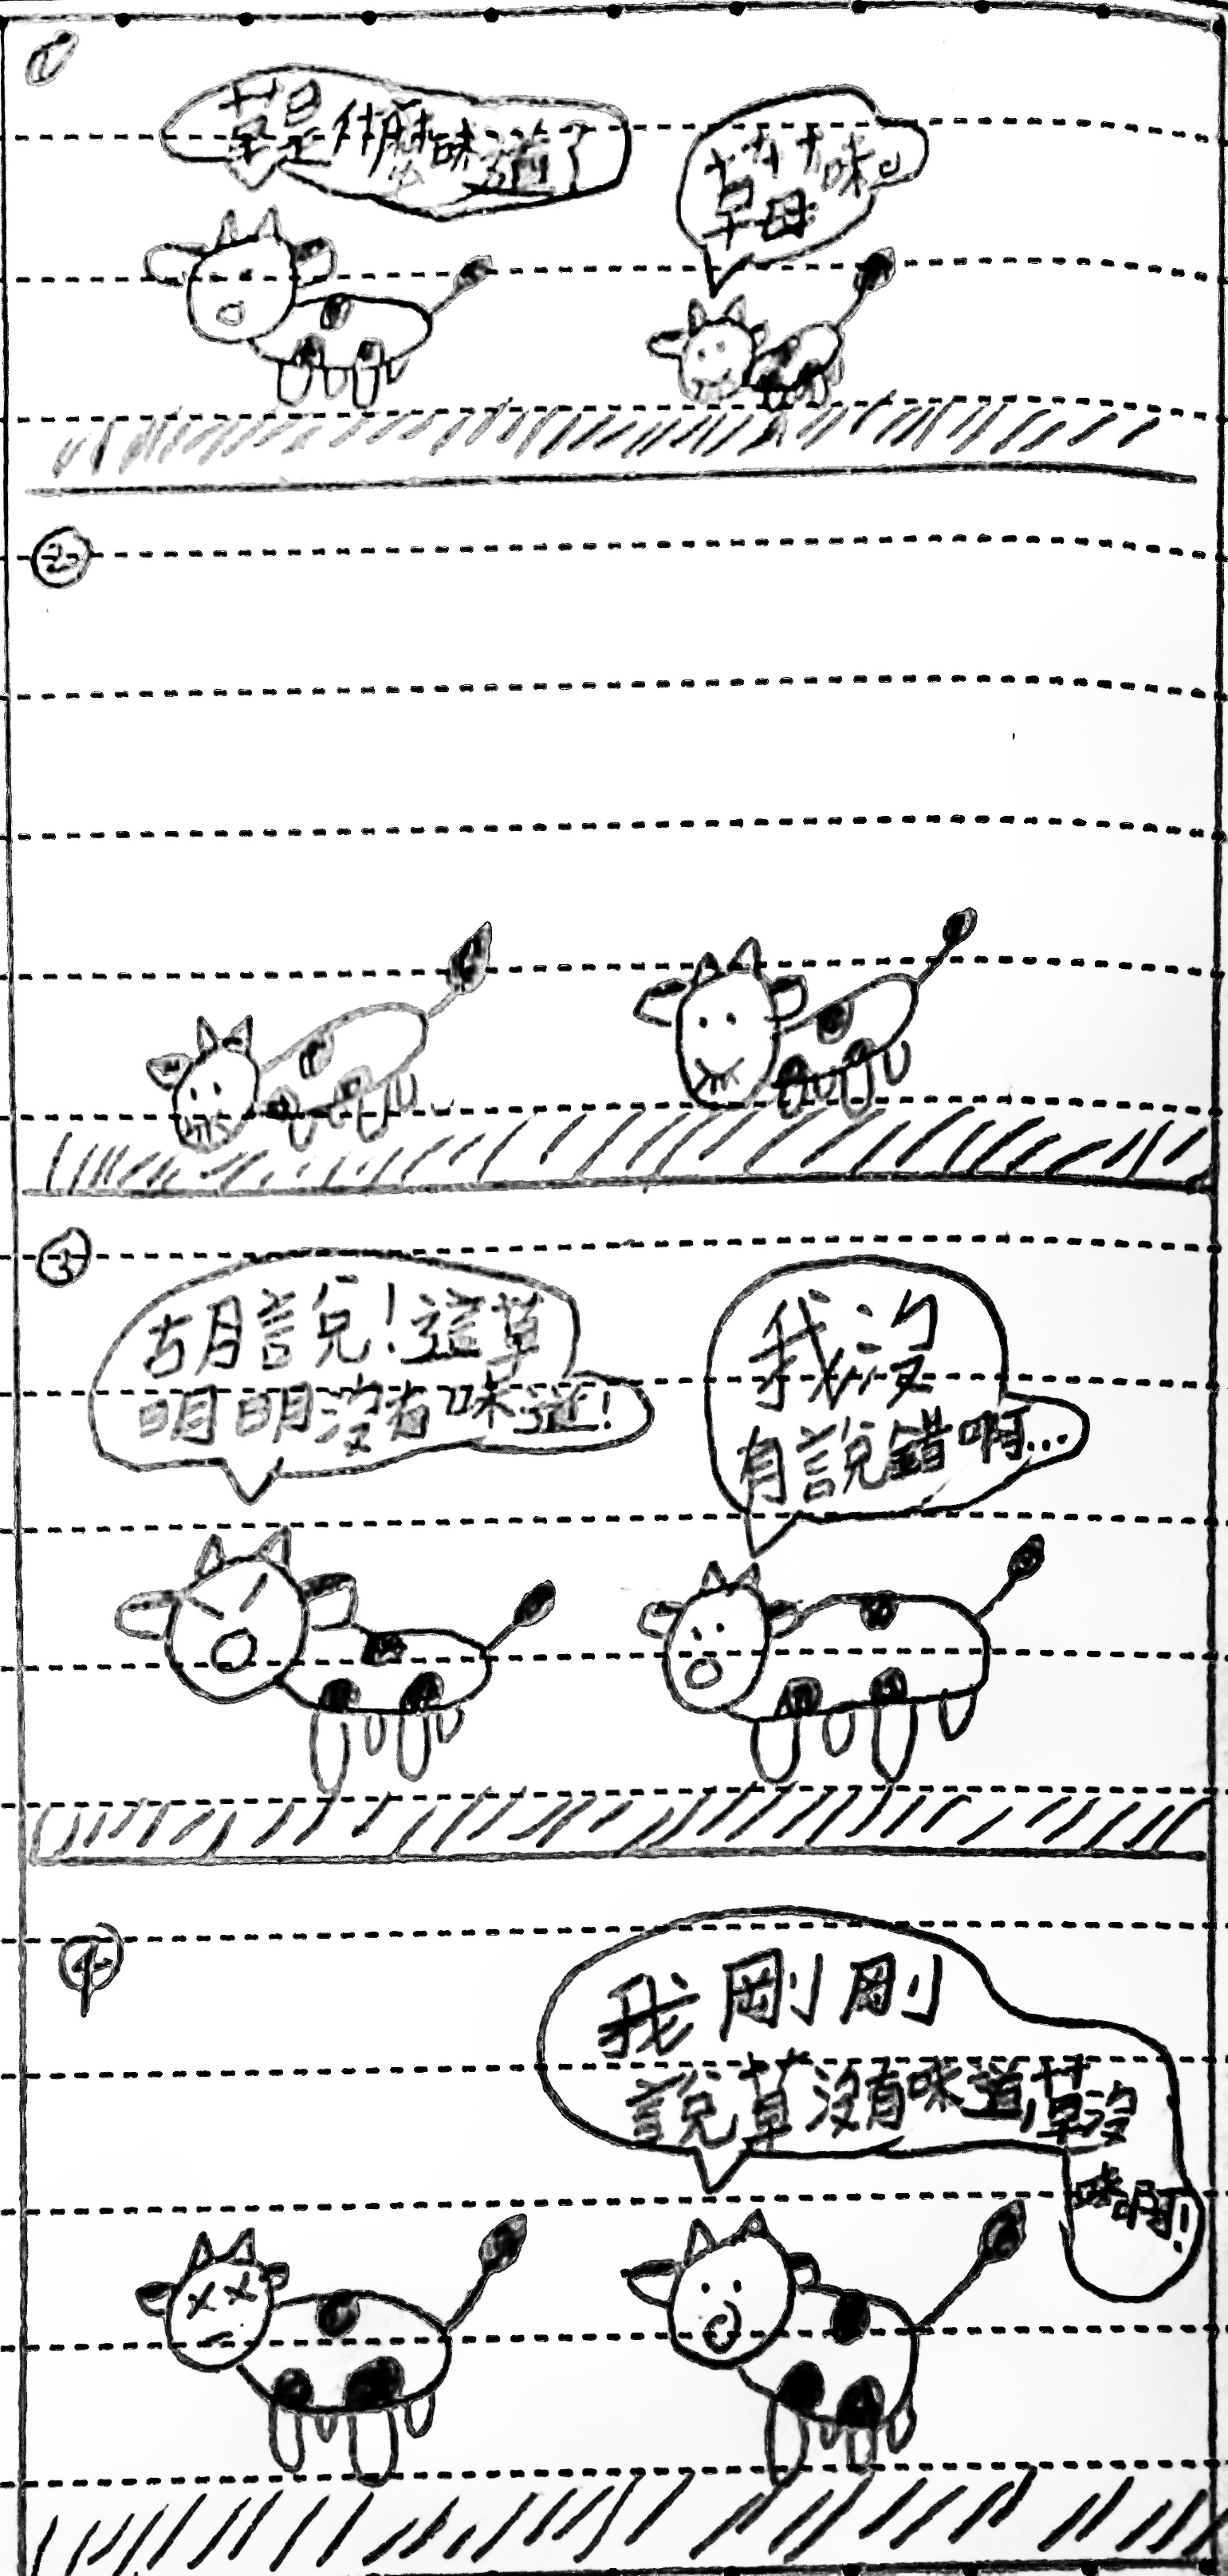 ①
草是什麼味道?
草莓味。
②
③
胡說!這草
明明沒有味道!
我沒
有說錯啊...
④
我剛剛
說草沒有味道,草沒
味啊!